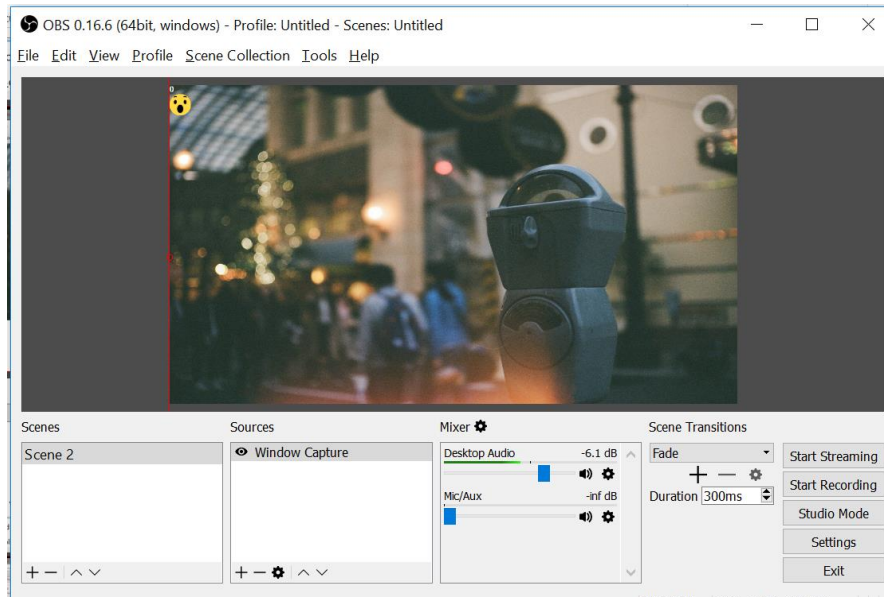 OBS 0.16.6 (64bit, windows) - Profile: Untitled - Scenes: Untitled
File Edit View Profile Scene Collection Tools Help
0
Scenes
Scene 2
Sources
Window Capture
Mixer
Desktop Audio -6.1 dB
Mic/Aux -inf dB
Scene Transitions
Fade
Duration 300ms
Start Streaming
Start Recording
Studio Mode
Settings
Exit